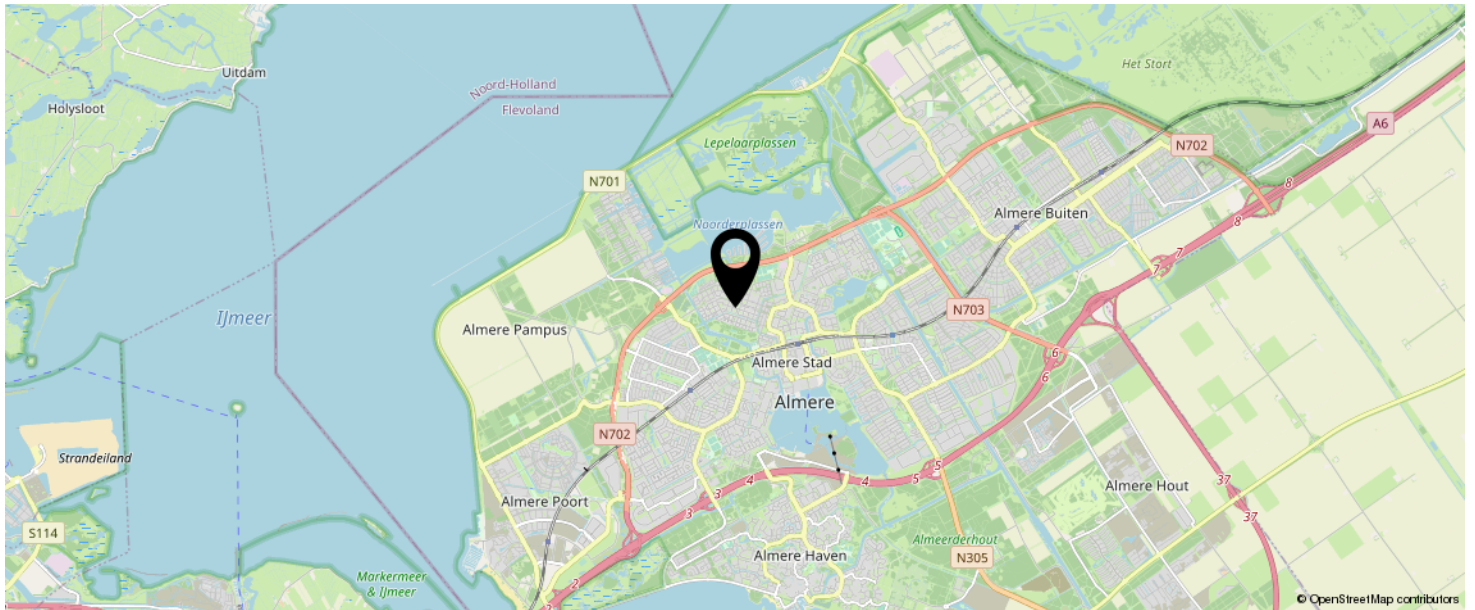 Uitdam
Holysloot
Noord-Holland
Flevoland
Het Stort
A6
N702
Lepelaarplassen
N701
8
8
Noorderplassen
Almere Buiten
7
7
IJmeer
Almere Pampus
N703
Almere Stad
6
6
Almere
N702
Strandeiland
Almere Poort
3
3
4
4
5
5
37
37
Almere Hout
S114
Almeerderhout
Almere Haven
N305
Markermeer
& IJmeer
2
3
© OpenStreetMap contributors